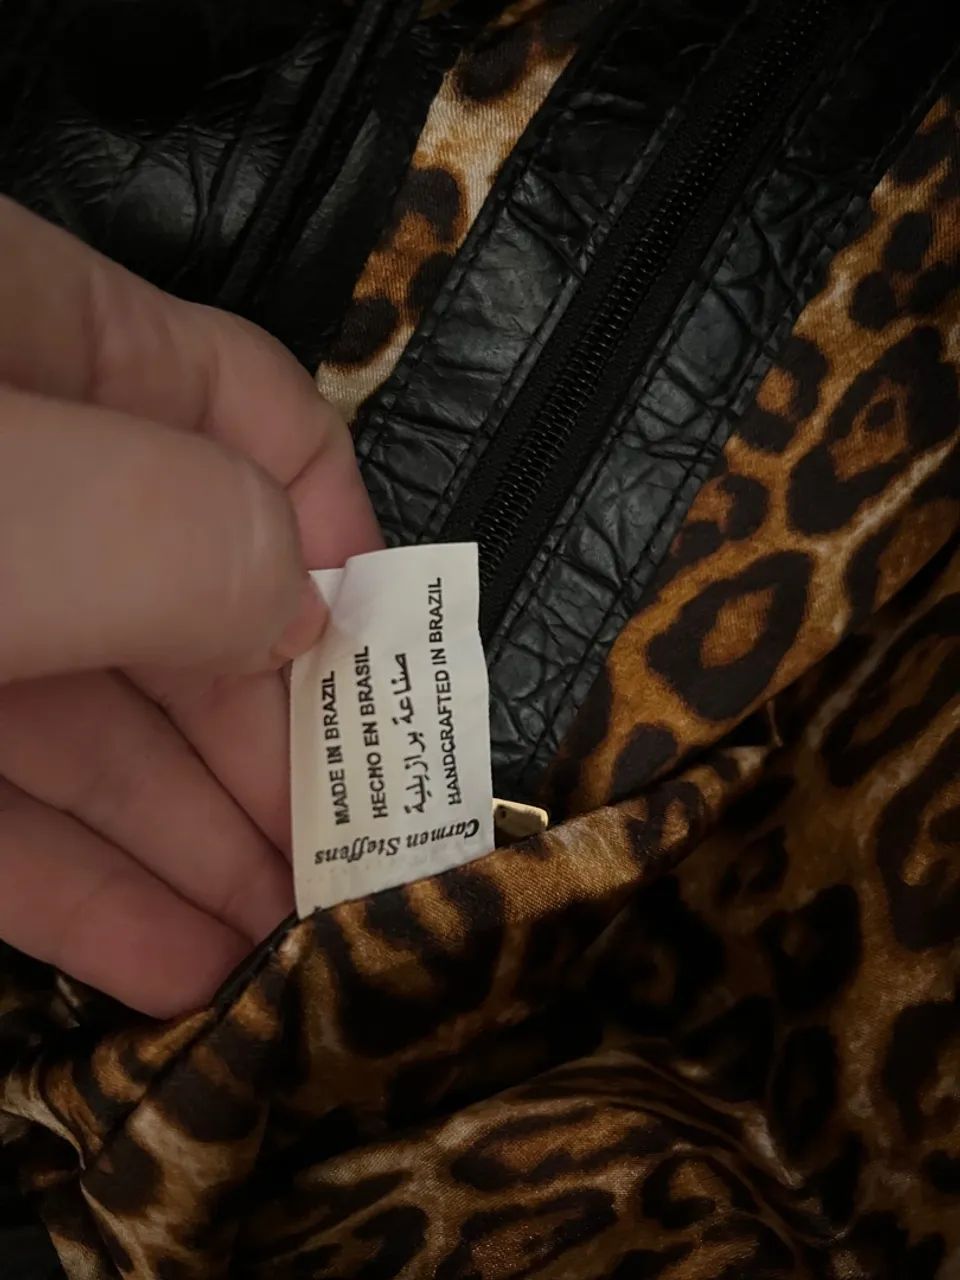 MADE IN BRAZIL
HECHO EN BRASIL
صناعة برازيلية
HANDCRAFTED IN BRAZIL
Carmen Steffens